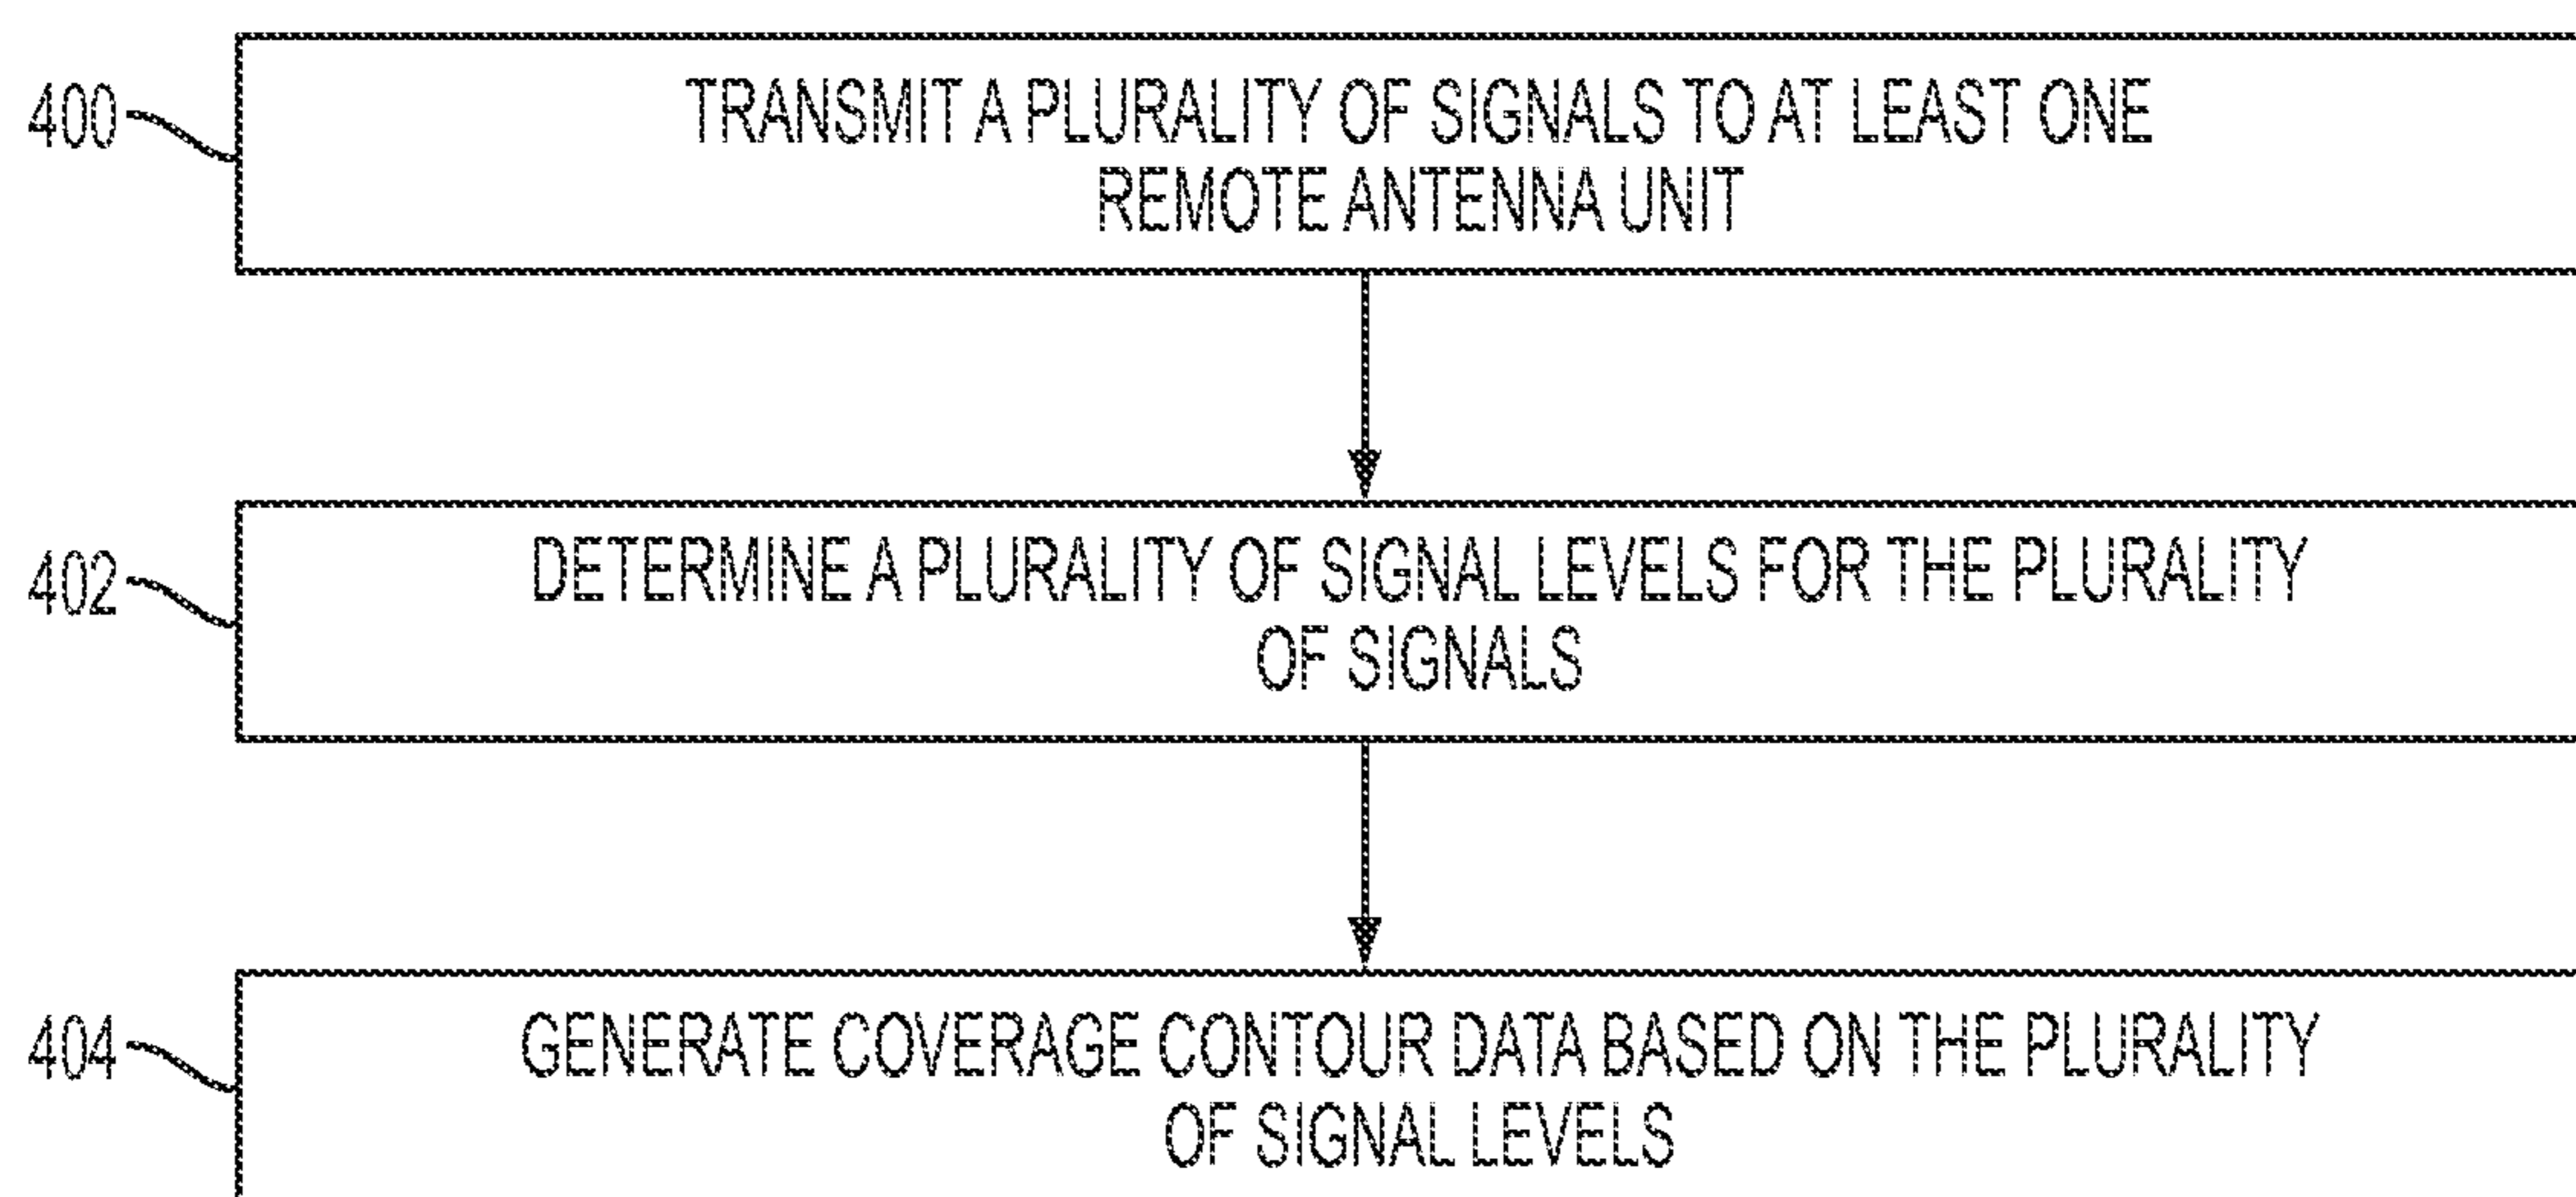 400
TRANSMIT A PLURALITY OF SIGNALS TO AT LEAST ONE
REMOTE ANTENNA UNIT
402
DETERMINE A PLURALITY OF SIGNAL LEVELS FOR THE PLURALITY
OF SIGNALS
404
GENERATE COVERAGE CONTOUR DATA BASED ON THE PLURALITY
OF SIGNAL LEVELS